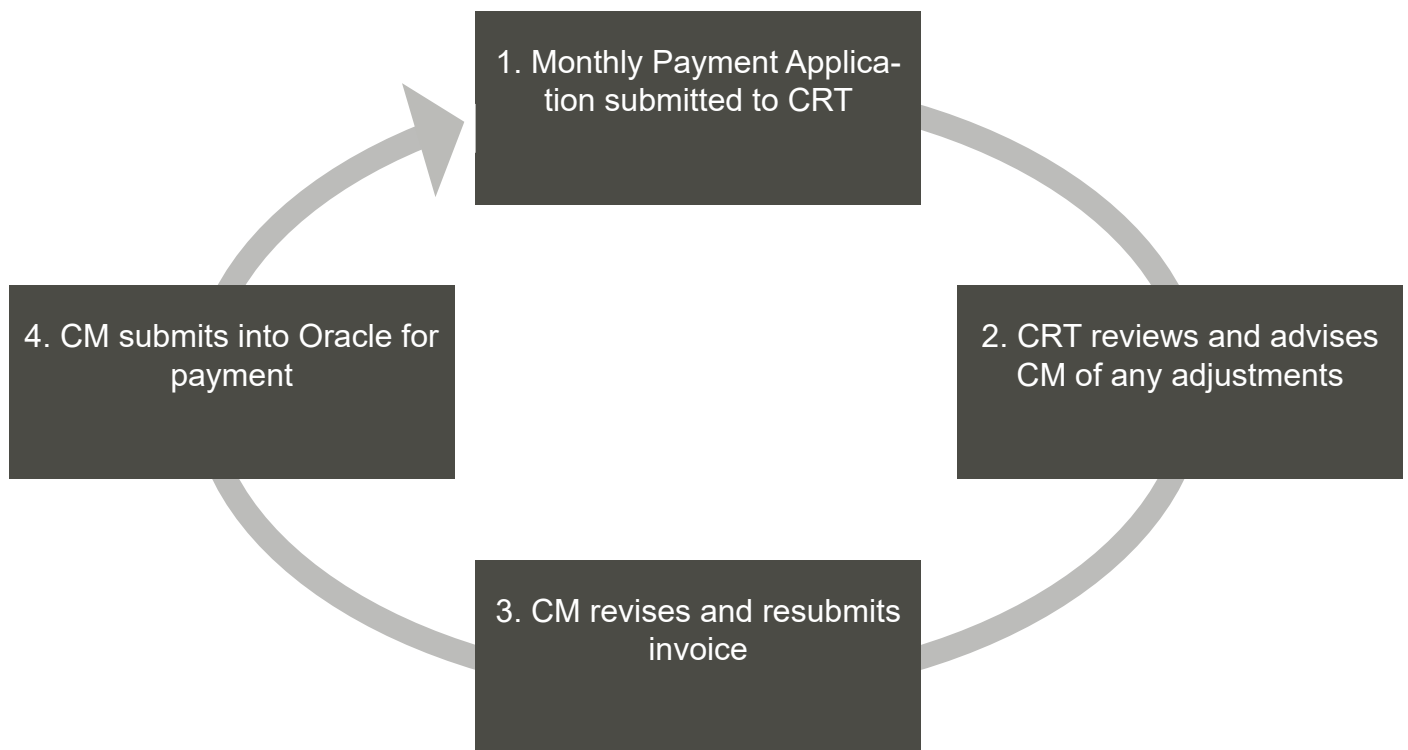 1. Monthly Payment Applica-
tion submitted to CRT
2. CRT reviews and advises
CM of any adjustments
3. CM revises and resubmits
invoice
4. CM submits into Oracle for
payment